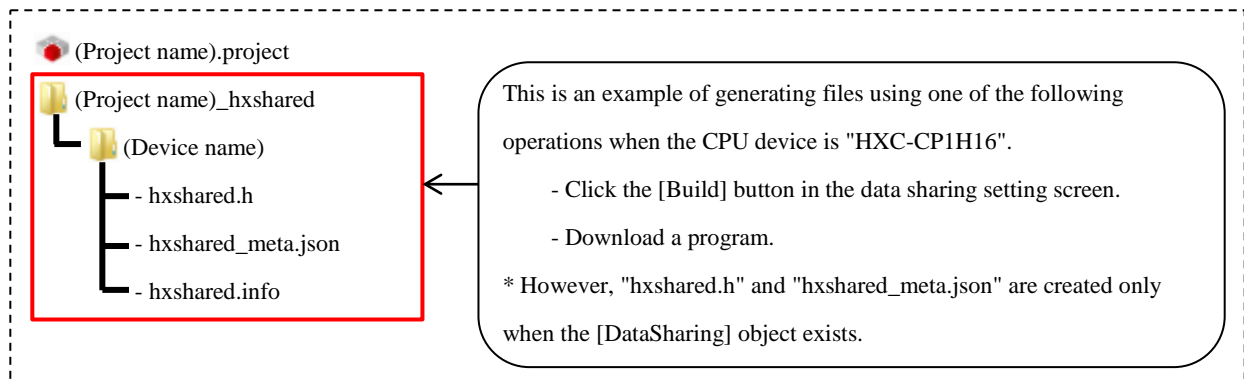 (Project name).project
(Project name)_hxshared
(Device name)
- hxshared.h
- hxshared_meta.json
- hxshared.info
This is an example of generating files using one of the following
operations when the CPU device is "HXC-CP1H16".
- Click the [Build] button in the data sharing setting screen.
- Download a program.
* However, "hxshared.h" and "hxshared_meta.json" are created only
when the [DataSharing] object exists.